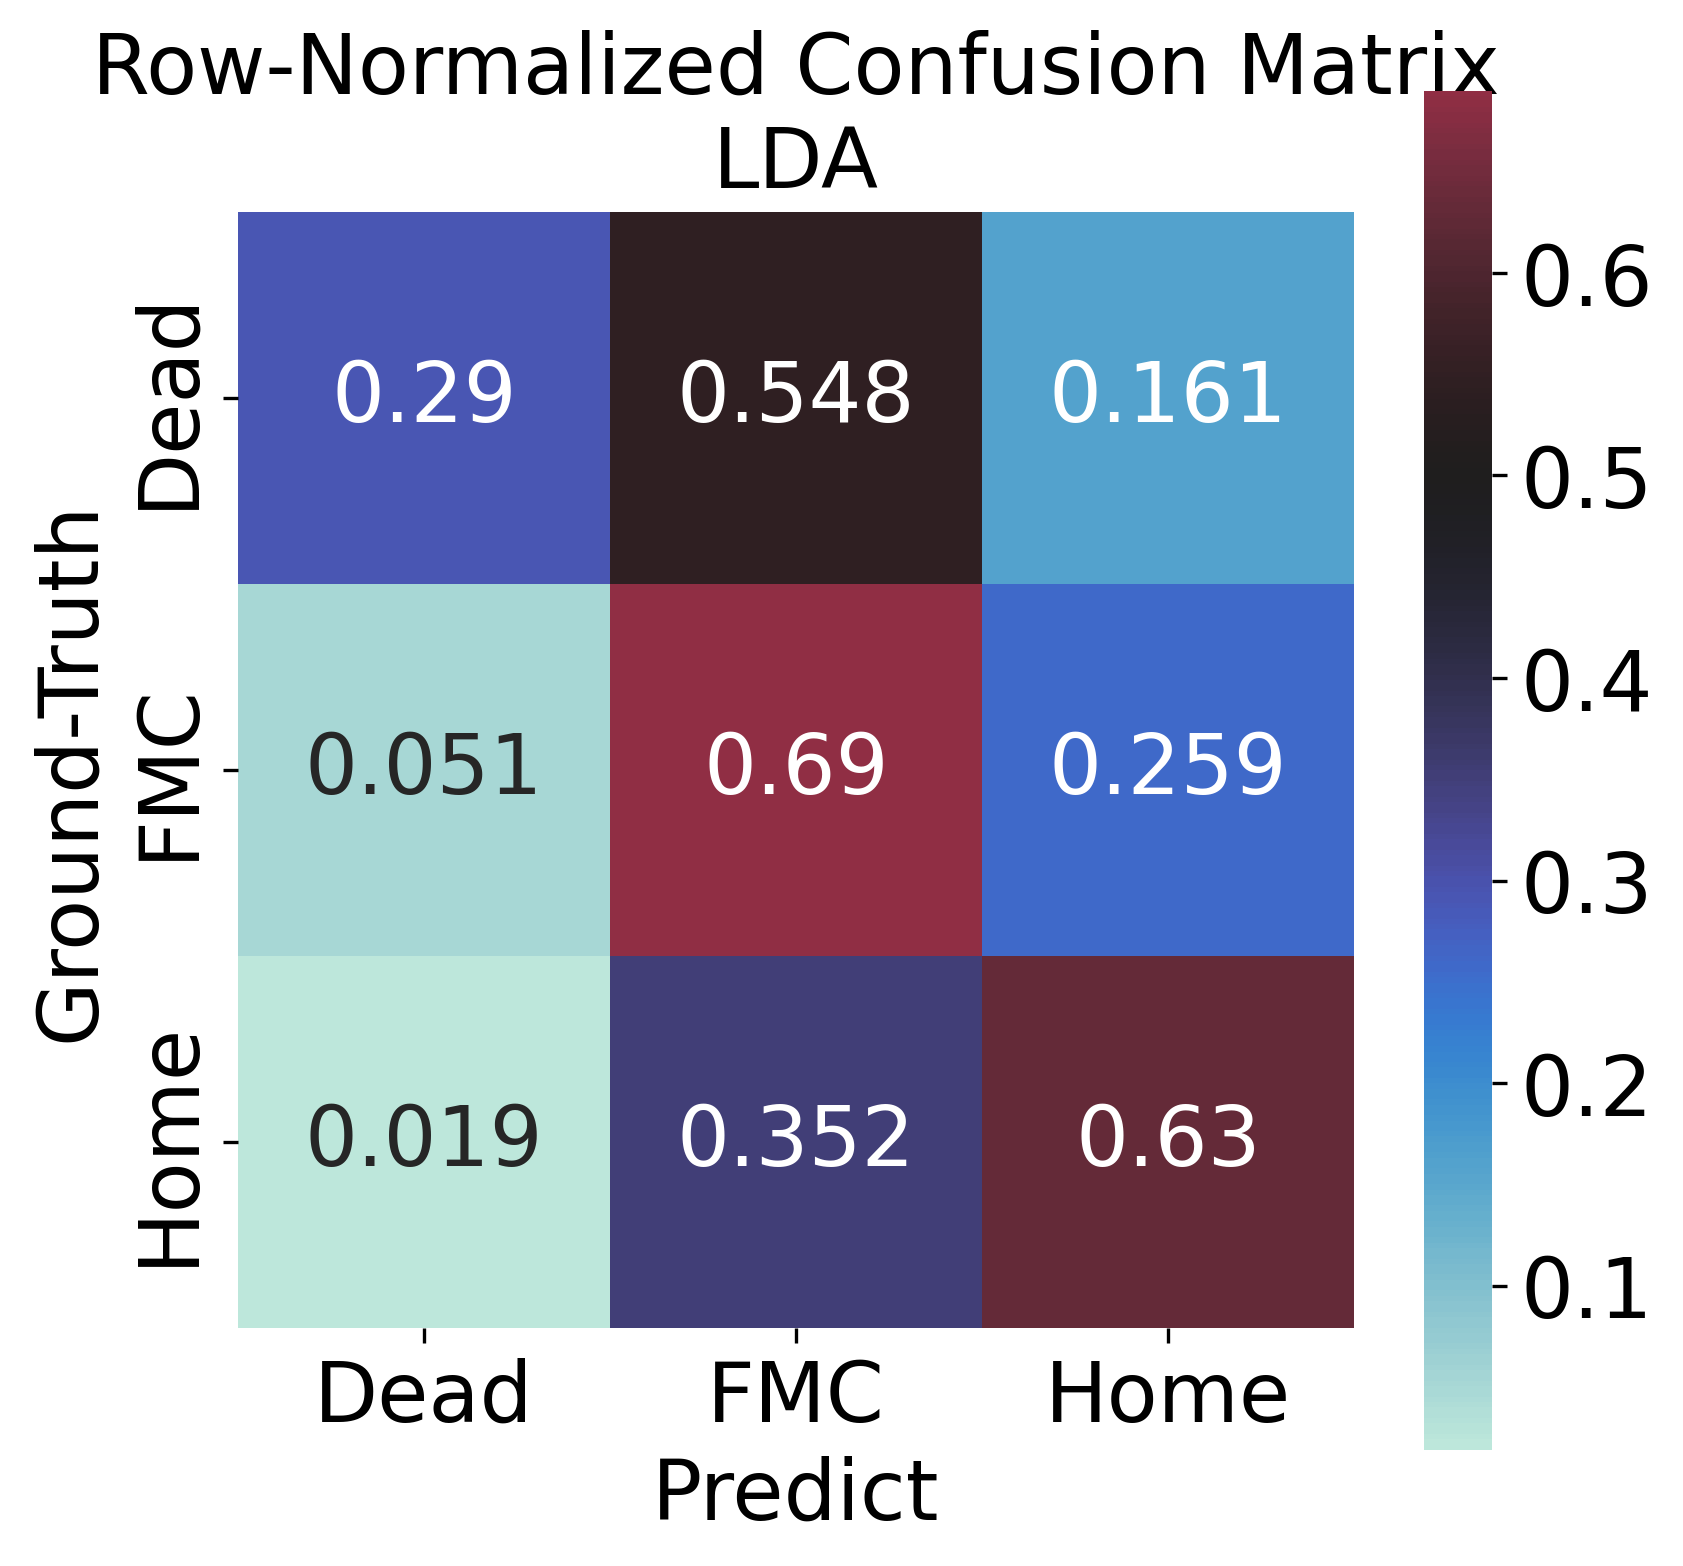 Row-Normalized Confusion Matrix
LDA
Ground-Truth
Dead
0.29 0.548 0.161
FMC
0.051 0.69 0.259
Home
0.019 0.352 0.63
Dead FMC Home
Predict
0.6
0.5
0.4
0.3
0.2
0.1